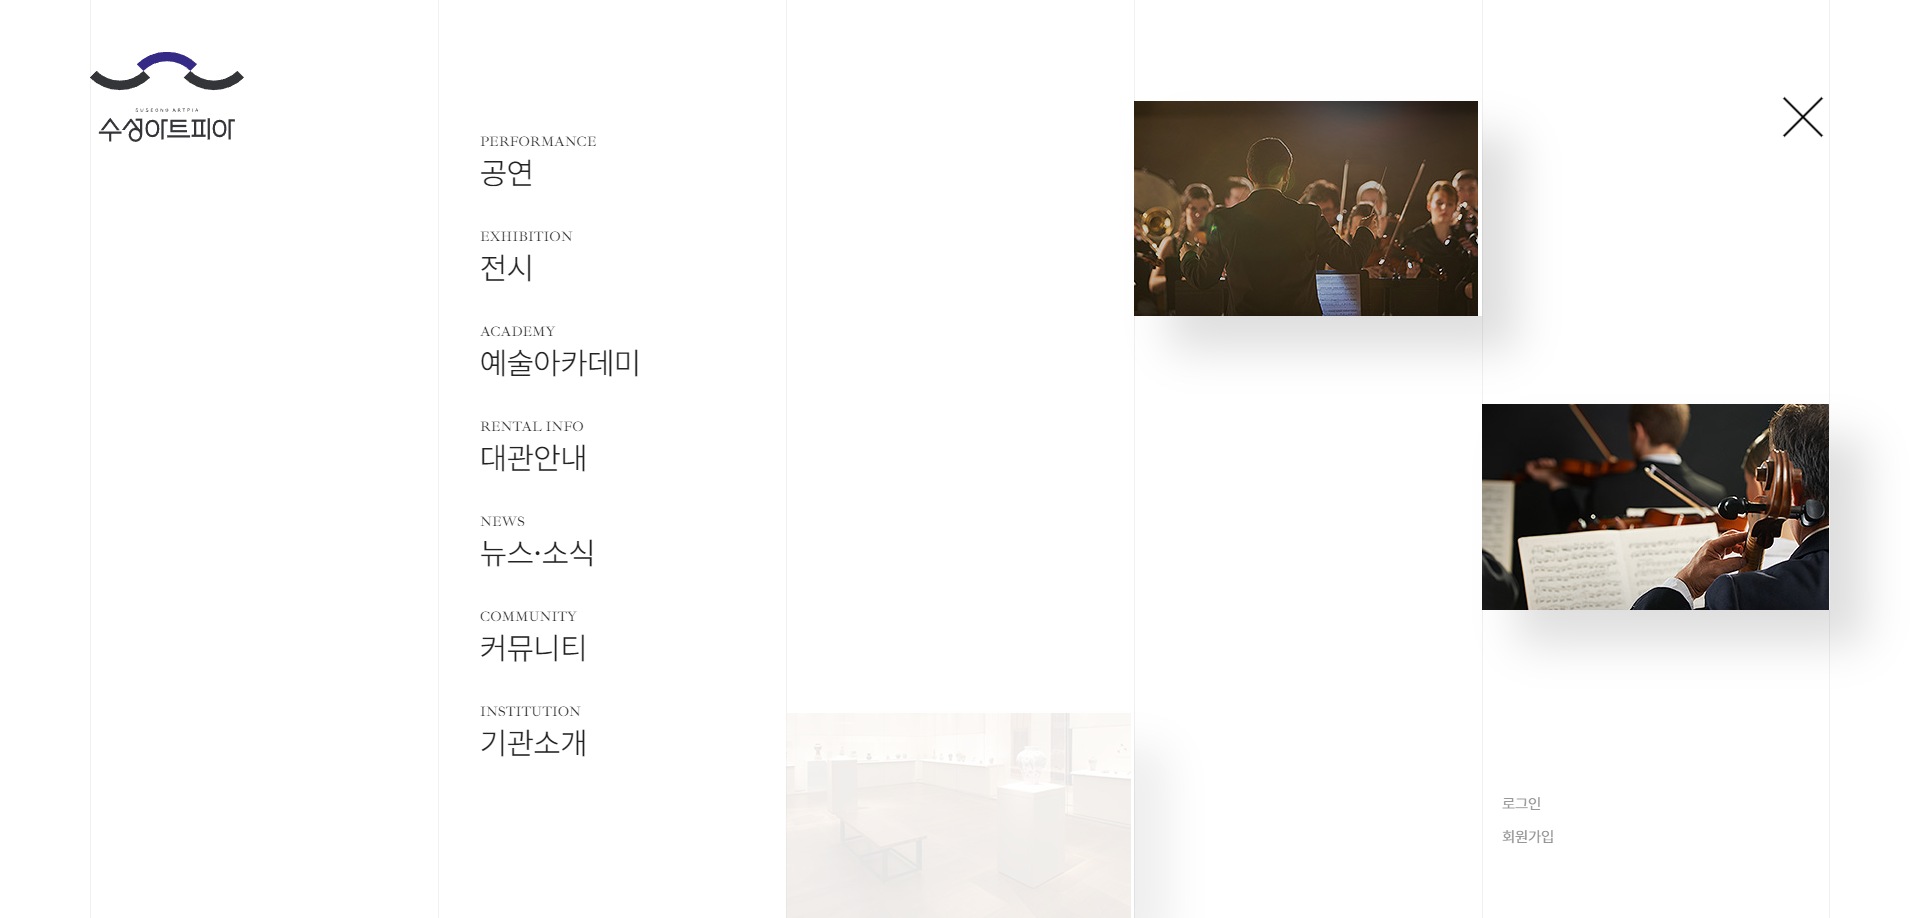 SUSEONG ARTPIA
수성아트피아
PERFORMANCE
공연
EXHIBITION
전시
ACADEMY
예술아카데미
RENTAL INFO
대관안내
NEWS
뉴스·소식
COMMUNITY
커뮤니티
INSTITUTION
기관소개
로그인
회원가입